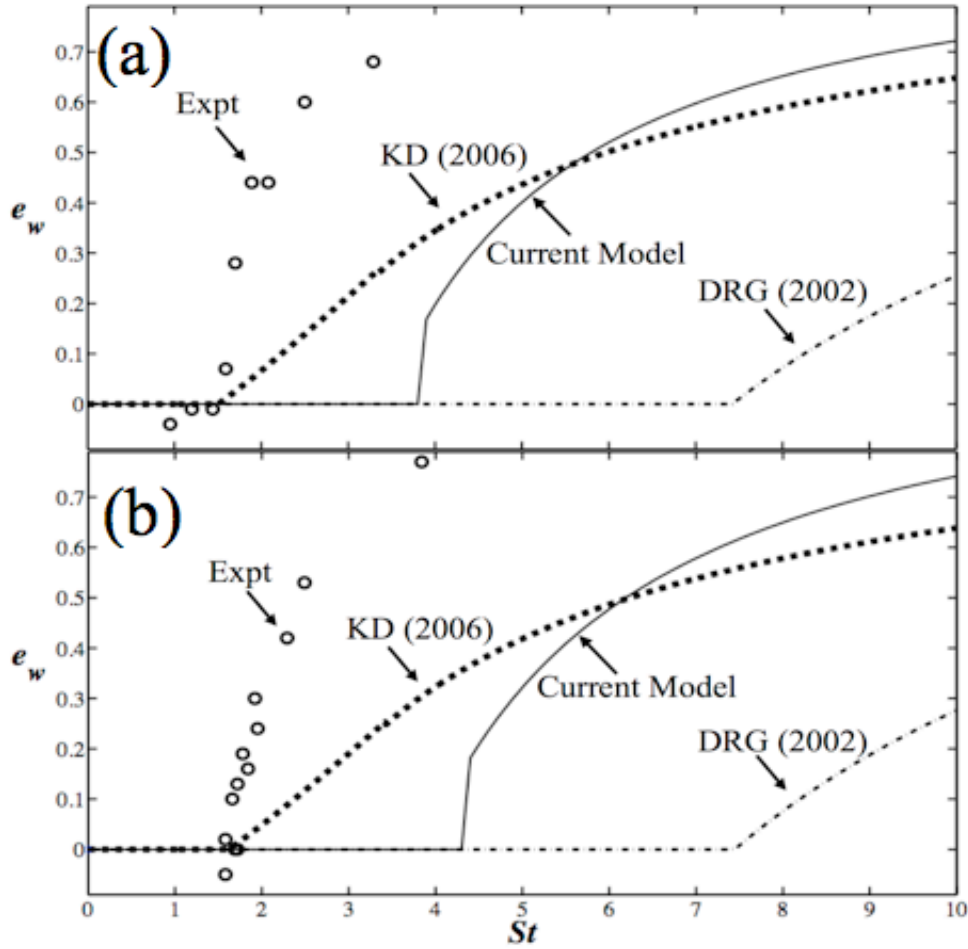 (a)
0.7
0.6
0.5
0.4
0.3
0.2
0.1
0
e_w
Expt
KD (2006)
Current Model
DRG (2002)
(b)
0.7
0.6
0.5
0.4
0.3
0.2
0.1
0
e_w
Expt
KD (2006)
Current Model
DRG (2002)
0 1 2 3 4 5 6 7 8 9 10
St